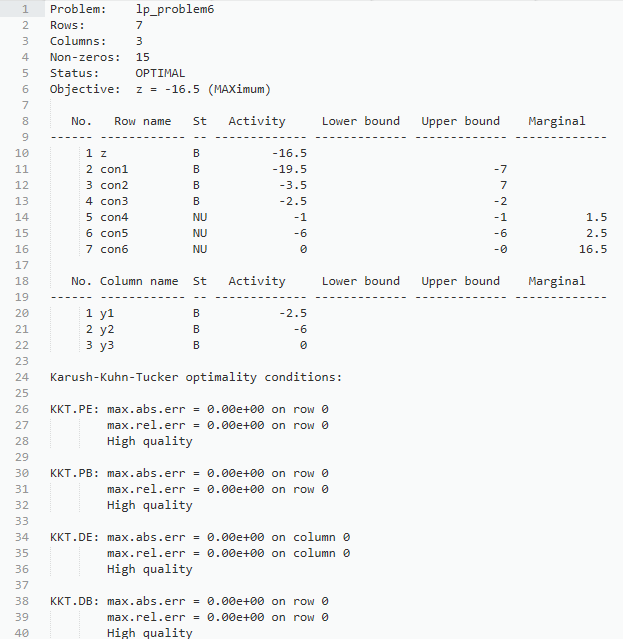 1 Problem:    lp_problem6
2 Rows:       7
3 Columns:    3
4 Non-zeros:  15
5 Status:     OPTIMAL
6 Objective:  z = -16.5 (MAXimum)
7
8    No.   Row name   St   Activity     Lower bound   Upper bound    Marginal
9 ------ ------------ -- ------------- ------------- ------------- -------------
10      1 z            B          -16.5
11      2 con1         B          -19.5                          -7
12      3 con2         B           -3.5                           7
13      4 con3         B           -2.5                          -2
14      5 con4         NU            -1                          -1           1.5
15      6 con5         NU            -6                          -6           2.5
16      7 con6         NU             0                          -0          16.5
17
18    No. Column name  St   Activity     Lower bound   Upper bound    Marginal
19 ------ ------------ -- ------------- ------------- ------------- -------------
20      1 y1           B           -2.5
21      2 y2           B             -6
22      3 y3           B              0
23
24 Karush-Kuhn-Tucker optimality conditions:
25
26 KKT.PE: max.abs.err = 0.00e+00 on row 0
27         max.rel.err = 0.00e+00 on row 0
28         High quality
29
30 KKT.PB: max.abs.err = 0.00e+00 on row 0
31         max.rel.err = 0.00e+00 on row 0
32         High quality
33
34 KKT.DE: max.abs.err = 0.00e+00 on column 0
35         max.rel.err = 0.00e+00 on column 0
36         High quality
37
38 KKT.DB: max.abs.err = 0.00e+00 on row 0
39         max.rel.err = 0.00e+00 on row 0
40         High quality